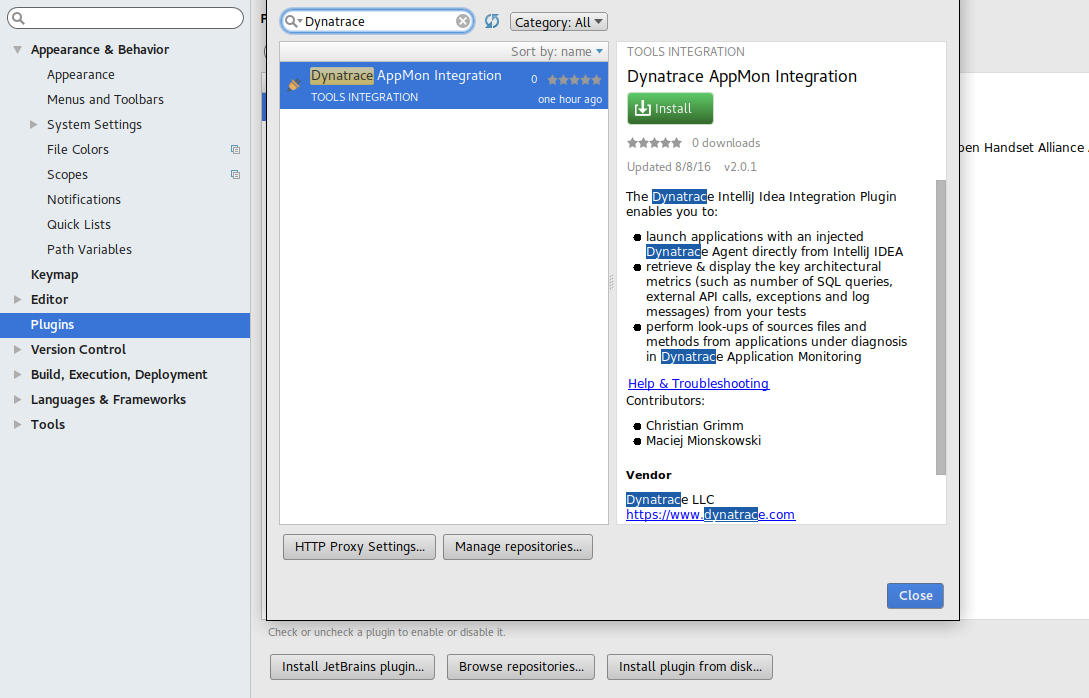 Appearance & Behavior
Appearance
Menus and Toolbars
System Settings
File Colors
Scopes
Notifications
Quick Lists
Path Variables
Keymap
Editor
Plugins
Version Control
Build, Execution, Deployment
Languages & Frameworks
Tools
Dynatrace
Category: All
Sort by: name
Dynatrace AppMon Integration
0
TOOLS INTEGRATION
one hour ago
TOOLS INTEGRATION
Dynatrace AppMon Integration
Install
0 downloads
Updated 8/8/16 v2.0.1
The Dynatrace IntelliJ Idea Integration Plugin
enables you to:
launch applications with an injected
Dynatrace Agent directly from IntelliJ IDEA
retrieve & display the key architectural
metrics (such as number of SQL queries,
external API calls, exceptions and log
messages) from your tests
perform look-ups of sources files and
methods from applications under diagnosis
in Dynatrace Application Monitoring
Help & Troubleshooting
Contributors:
Christian Grimm
Maciej Mionskowski
Vendor
Dynatrace LLC
https://www.dynatrace.com
HTTP Proxy Settings...
Manage repositories...
Close
pen Handset Alliance
Check or uncheck a plugin to enable or disable it.
Install JetBrains plugin...
Browse repositories...
Install plugin from disk...